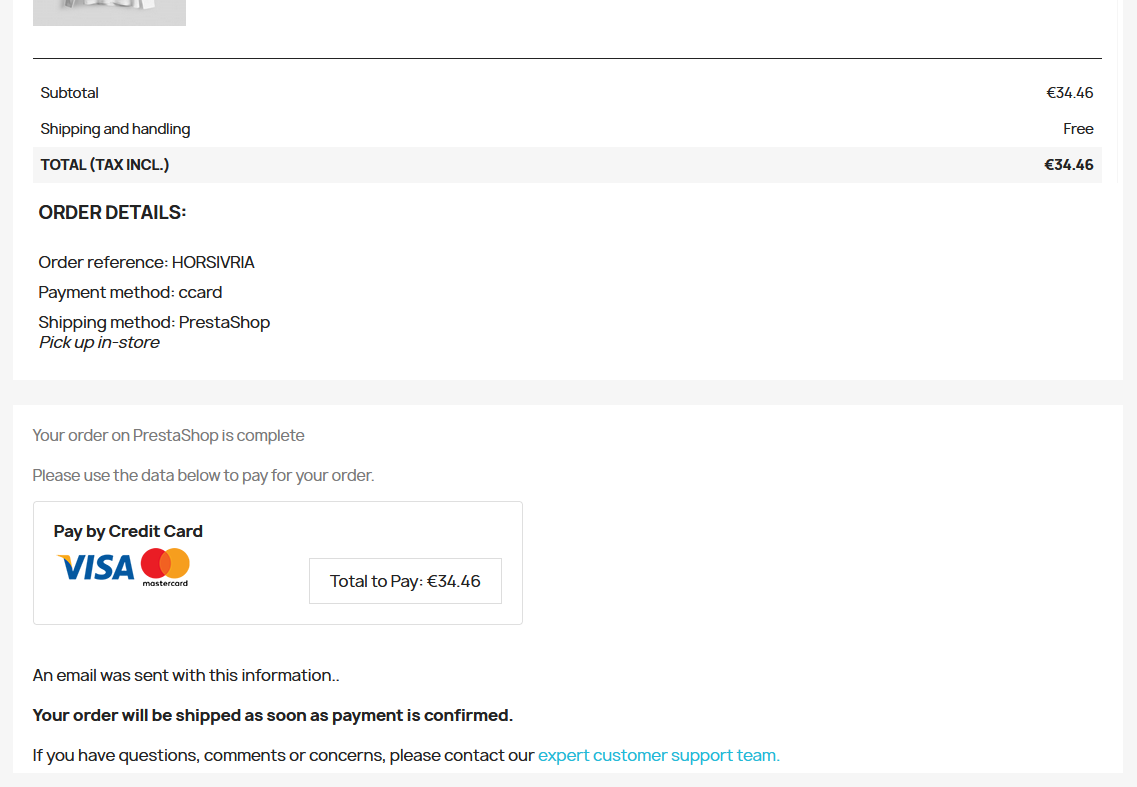 Subtotal €34.46
Shipping and handling Free
TOTAL (TAX INCL.) €34.46
ORDER DETAILS:
Order reference: HORSIVRIA
Payment method: ccard
Shipping method: PrestaShop
Pick up in-store
Your order on PrestaShop is complete
Please use the data below to pay for your order.
Pay by Credit Card
VISA mastercard
Total to Pay: €34.46
An email was sent with this information..
Your order will be shipped as soon as payment is confirmed.
If you have questions, comments or concerns, please contact our expert customer support team.